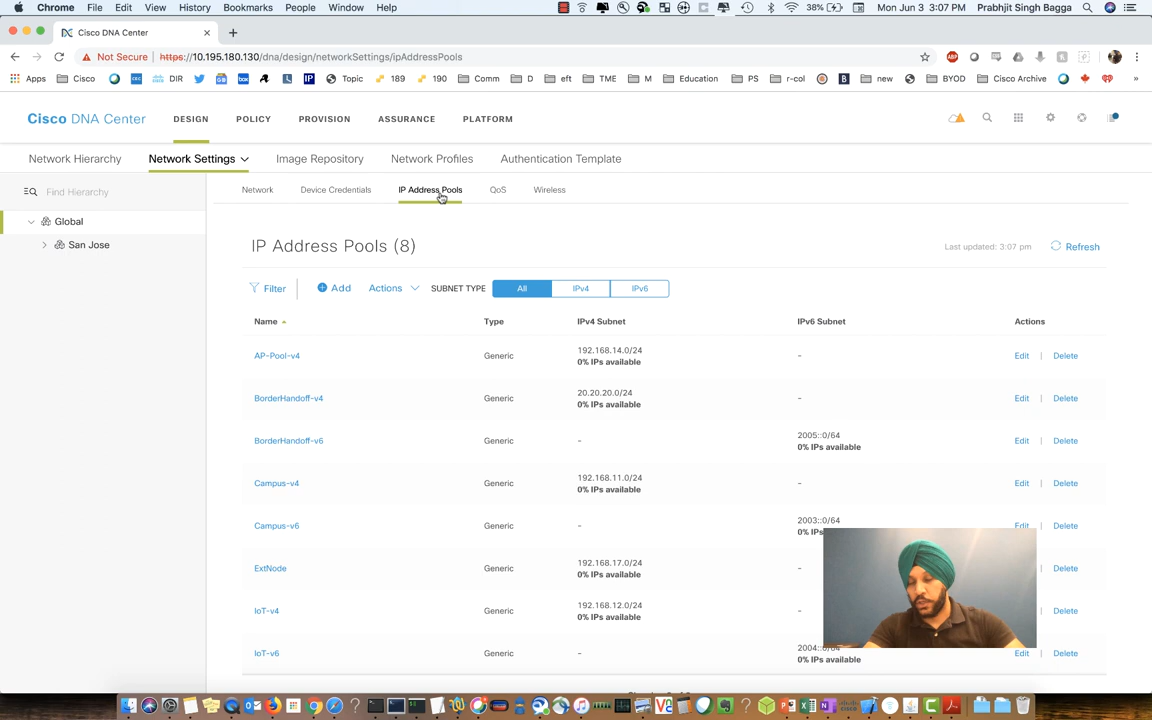 Chrome File Edit View History Bookmarks People Window Help 38% Mon Jun 3 3:07 PM Prabhjit Singh Bagga
Cisco DNA Center
Not Secure https://10.195.180.130/dna/design/networkSettings/ipAddressPools
Apps Cisco DIR Topic 189 190 Comm D eft TME M Education PS r-col new BYOD Cisco Archive
Cisco DNA Center DESIGN POLICY PROVISION ASSURANCE PLATFORM
Network Hierarchy Network Settings Image Repository Network Profiles Authentication Template
Find Hierarchy
Network Device Credentials IP Address Pools QoS Wireless
Global
San Jose
IP Address Pools (8) Last updated: 3:07 pm Refresh
Filter Add Actions SUBNET TYPE All IPv4 IPv6
Name Type IPv4 Subnet IPv6 Subnet Actions
AP-Pool-v4 Generic 192.168.14.0/24 - Edit | Delete
0% IPs available
BorderHandoff-v4 Generic 20.20.20.0/24 - Edit | Delete
0% IPs available
BorderHandoff-v6 Generic - 2005::0/64 Edit | Delete
0% IPs available
Campus-v4 Generic 192.168.11.0/24 - Edit | Delete
0% IPs available
Campus-v6 Generic - 2003::0/64 Edit | Delete
0% IPs
ExtNode Generic 192.168.17.0/24 - Edit | Delete
0% IPs available
IoT-v4 Generic 192.168.12.0/24 - Edit | Delete
0% IPs available
IoT-v6 Generic - 2004::0/64 Edit | Delete
0% IPs available